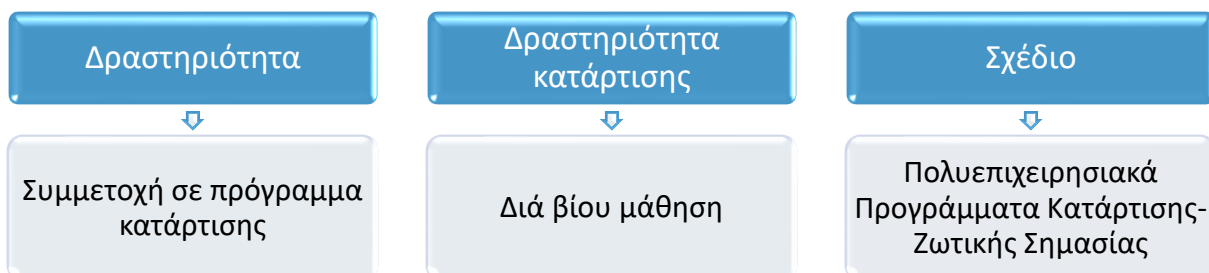 Δραστηριότητα
Συμμετοχή σε πρόγραμμα
κατάρτισης
Δραστηριότητα
κατάρτισης
Διά βίου μάθηση
Σχέδιο
Πολυεπιχειρησιακά
Προγράμματα Κατάρτισης-
Ζωτικής Σημασίας